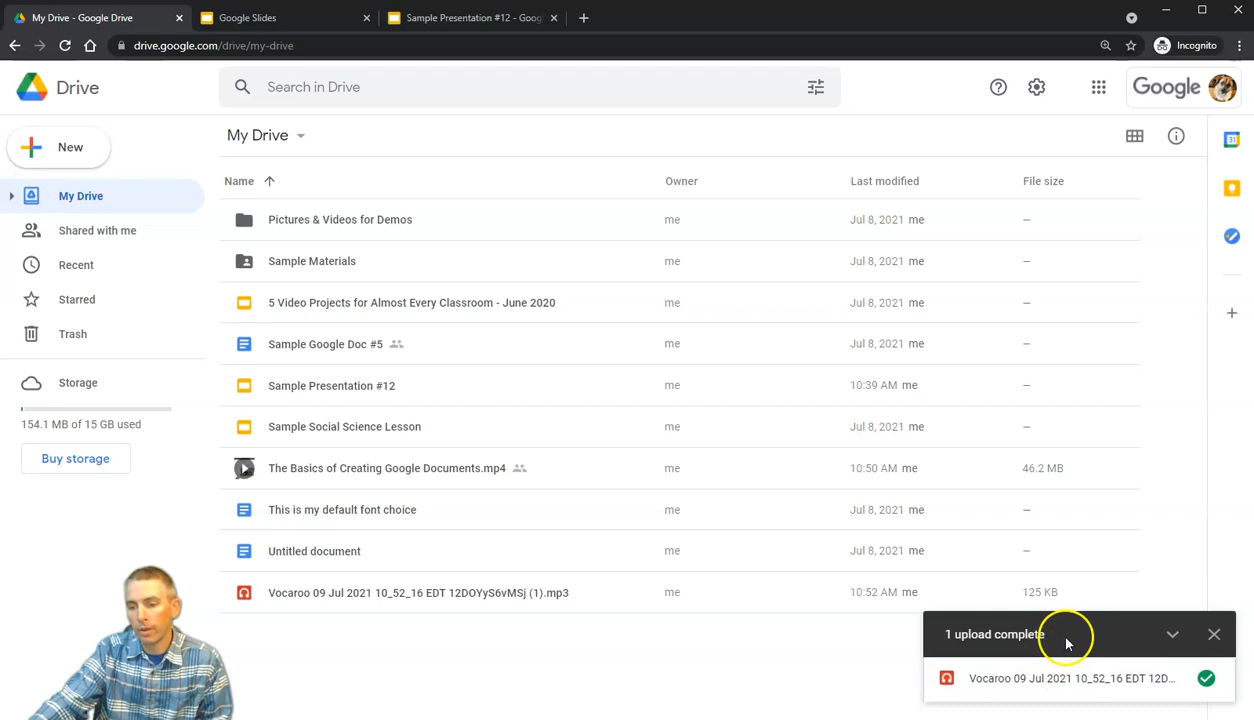 My Drive - Google Drive
Google Slides
Sample Presentation #12 - Goog
drive.google.com/drive/my-drive
Incognito
Drive
Search in Drive
Google
New
My Drive
31
My Drive
Shared with me
Recent
Starred
Trash
Storage
154.1 MB of 15 GB used
Buy storage
Name Owner Last modified File size
Pictures & Videos for Demos me Jul 8, 2021 me –
Sample Materials me Jul 8, 2021 me –
5 Video Projects for Almost Every Classroom - June 2020 me Jul 8, 2021 me –
Sample Google Doc #5 me Jul 8, 2021 me –
Sample Presentation #12 me 10:39 AM me –
Sample Social Science Lesson me Jul 8, 2021 me –
The Basics of Creating Google Documents.mp4 me 10:50 AM me 46.2 MB
This is my default font choice me Jul 8, 2021 me –
Untitled document me Jul 8, 2021 me –
Vocaroo 09 Jul 2021 10_52_16 EDT 12DOYyS6vMSj (1).mp3 me 10:52 AM me 125 KB
1 upload complete
Vocaroo 09 Jul 2021 10_52_16 EDT 12D...